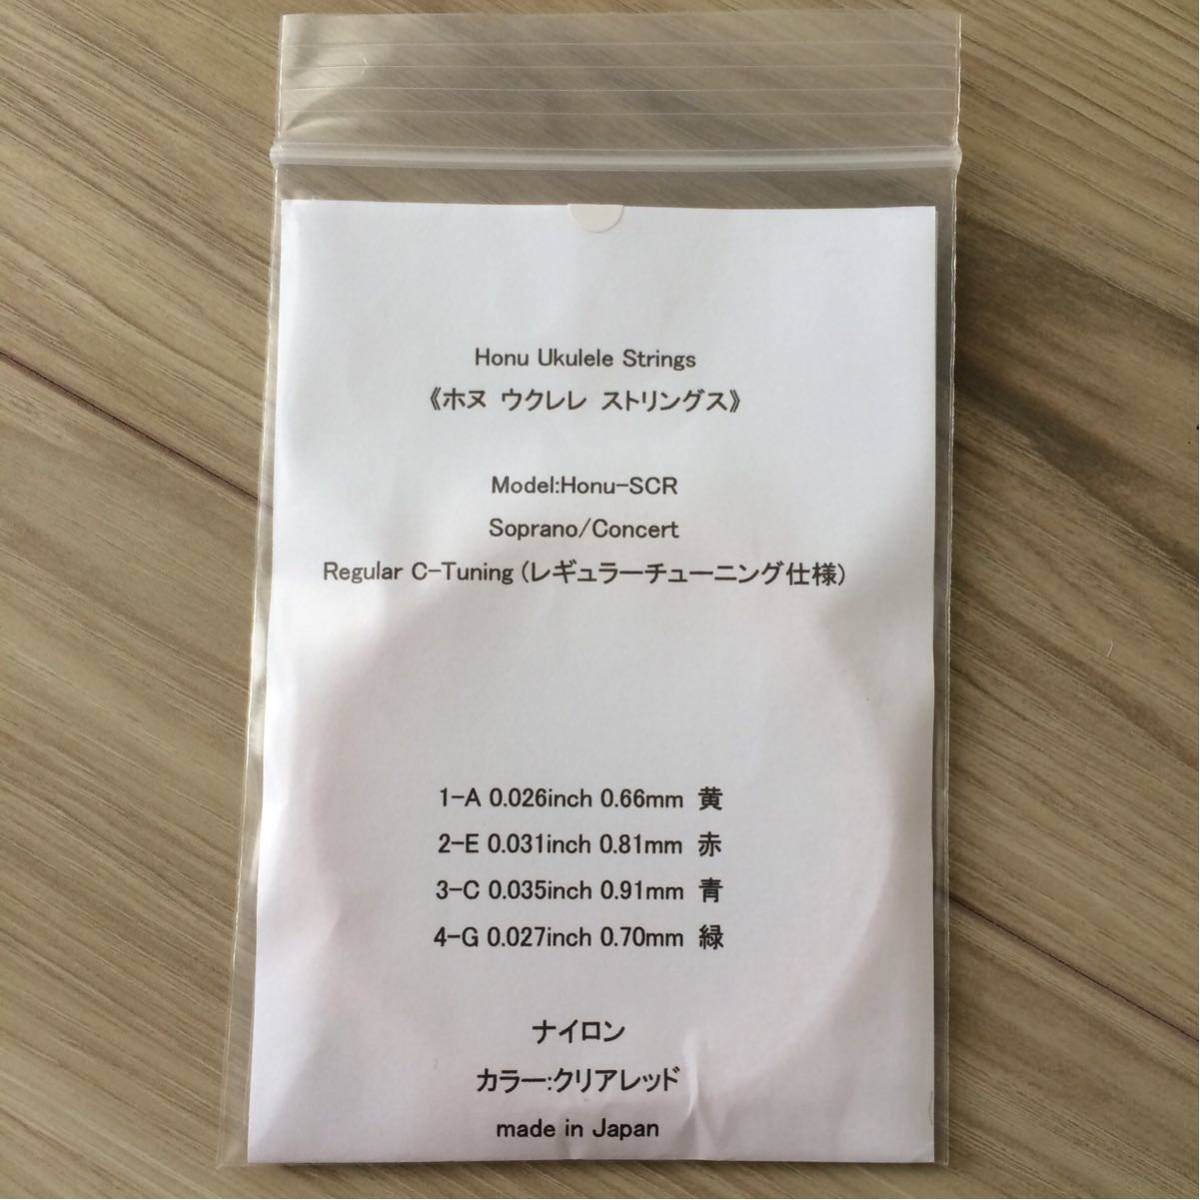 Honu Ukulele Strings
《ホヌ ウクレレ ストリングス》
Model:Honu-SCR
Soprano/Concert
Regular C-Tuning (レギュラーチューニング仕様)
1-A 0.026inch 0.66mm 黄
2-E 0.031inch 0.81mm 赤
3-C 0.035inch 0.91mm 青
4-G 0.027inch 0.70mm 緑
ナイロン
カラー:クリアレッド
made in Japan